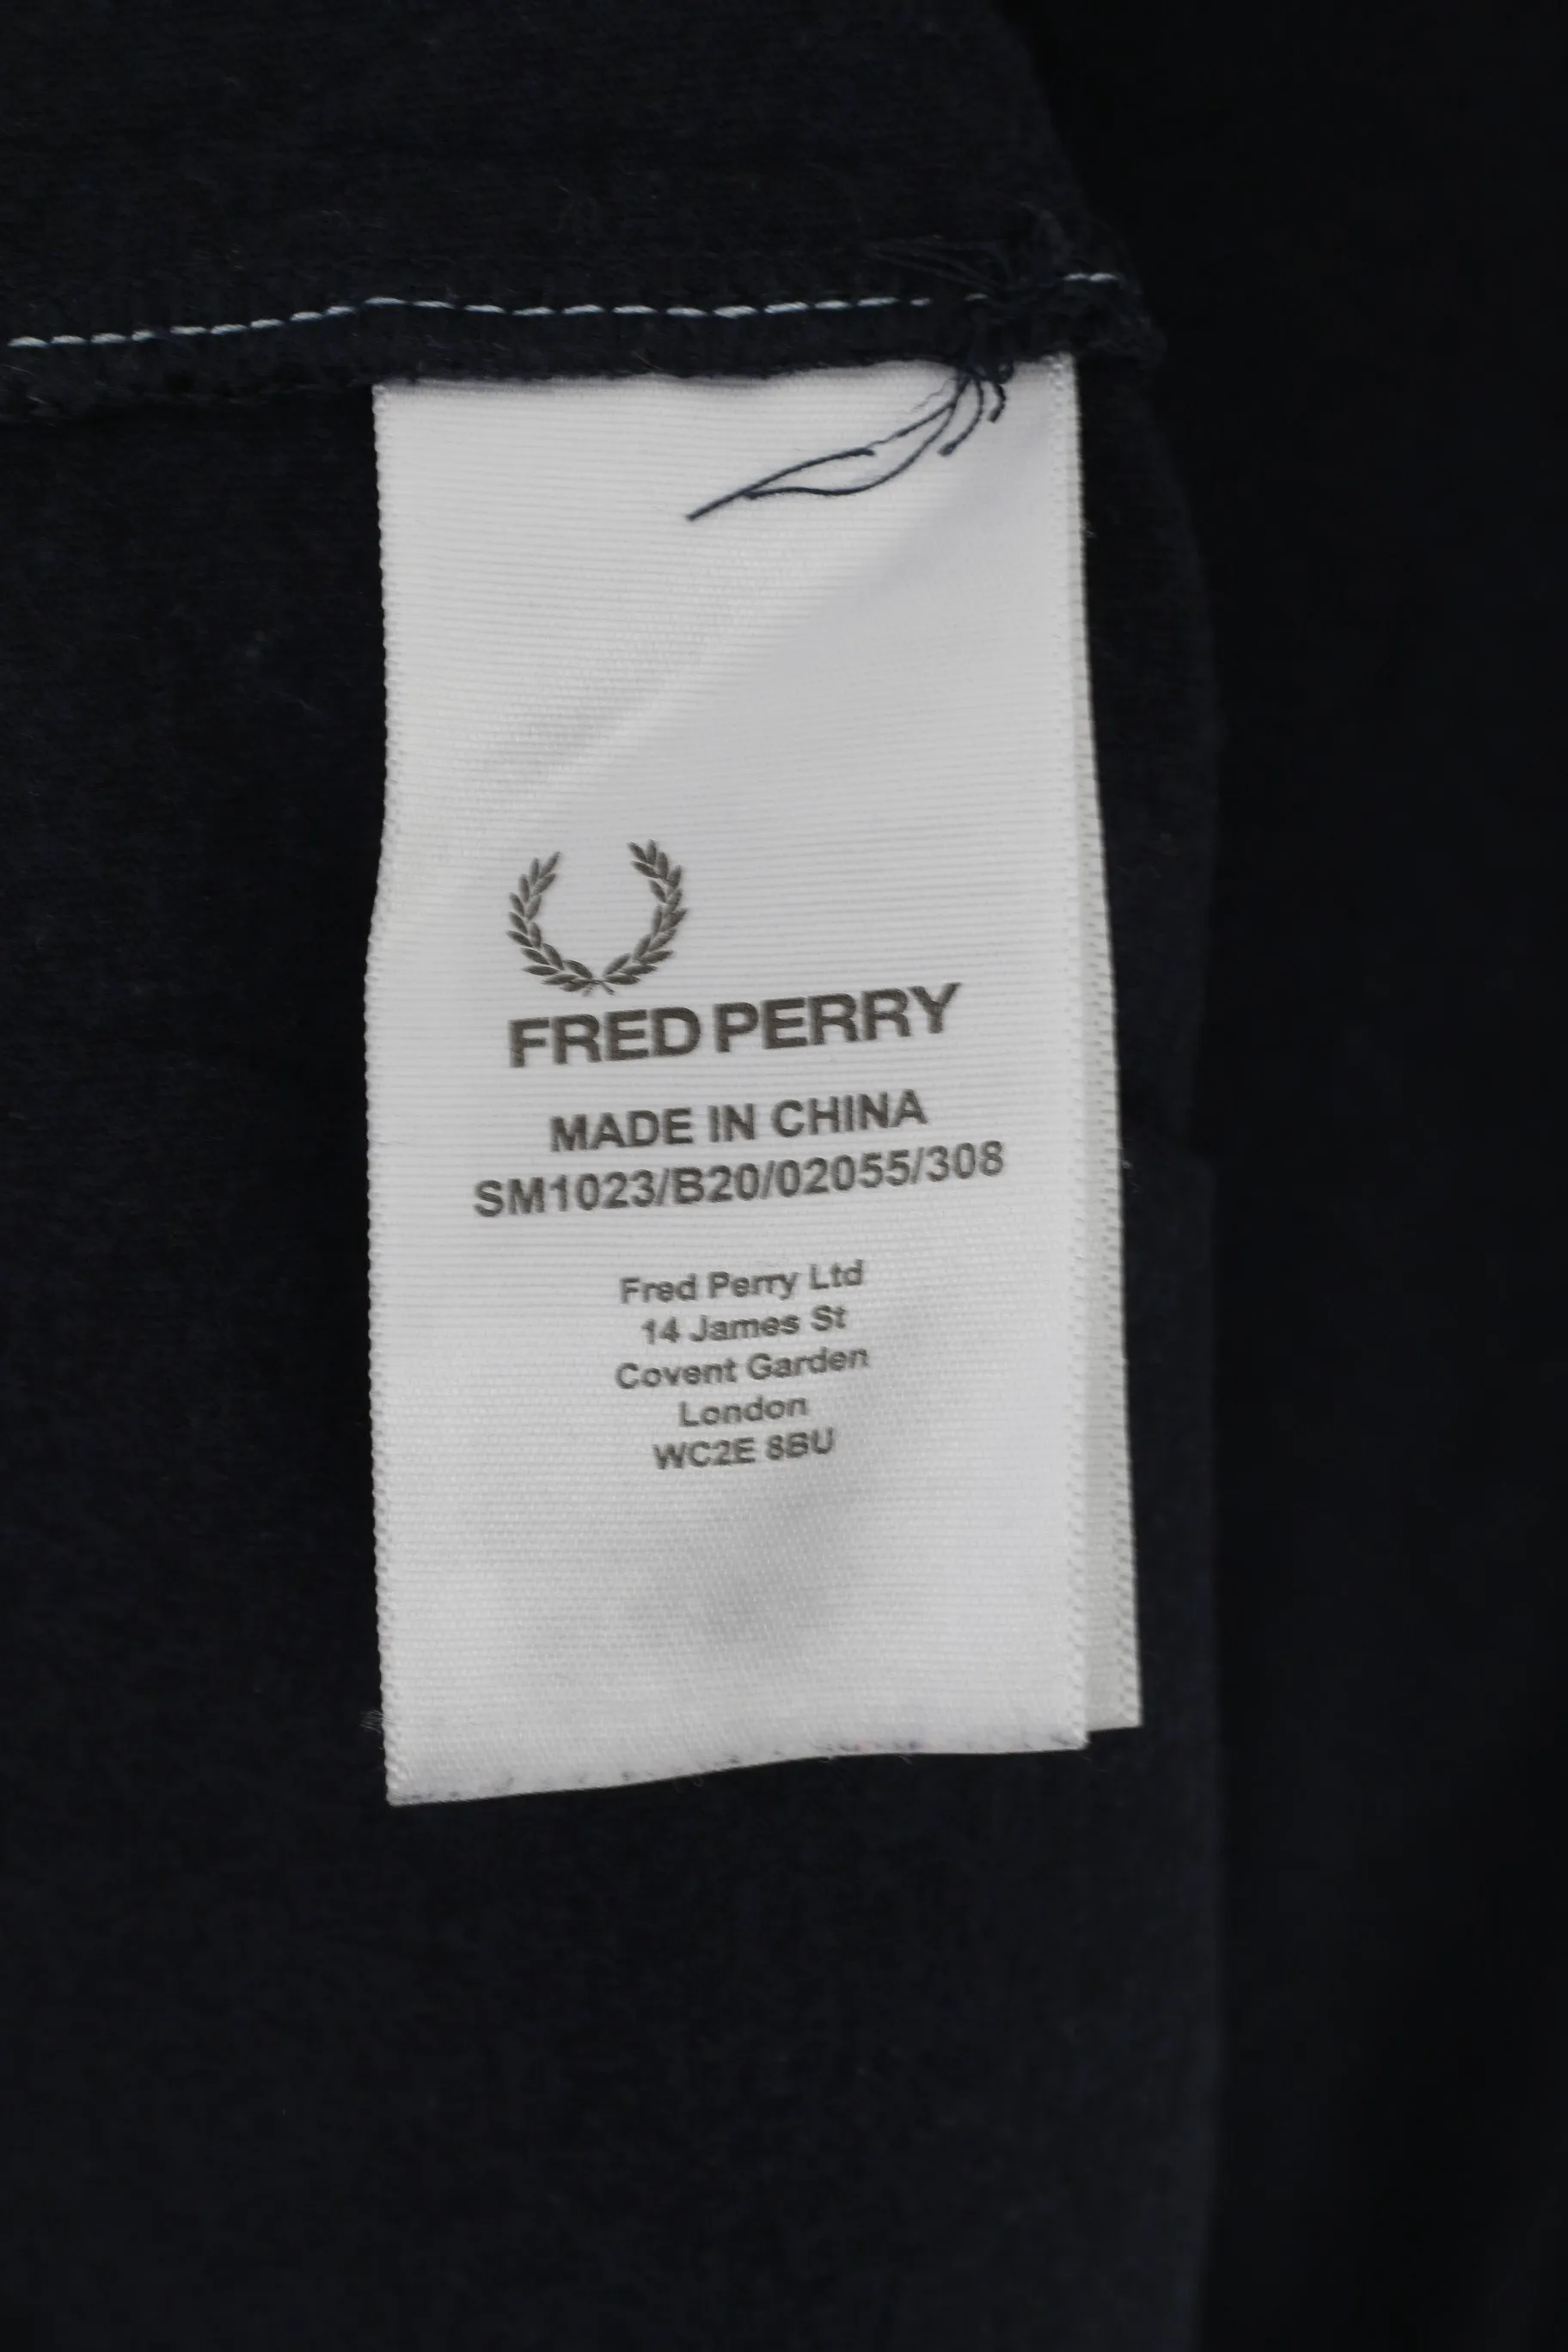 FRED PERRY
MADE IN CHINA
SM1023/B20/02055/308
Fred Perry Ltd
14 James St
Covent Garden
London
WC2E 8BU